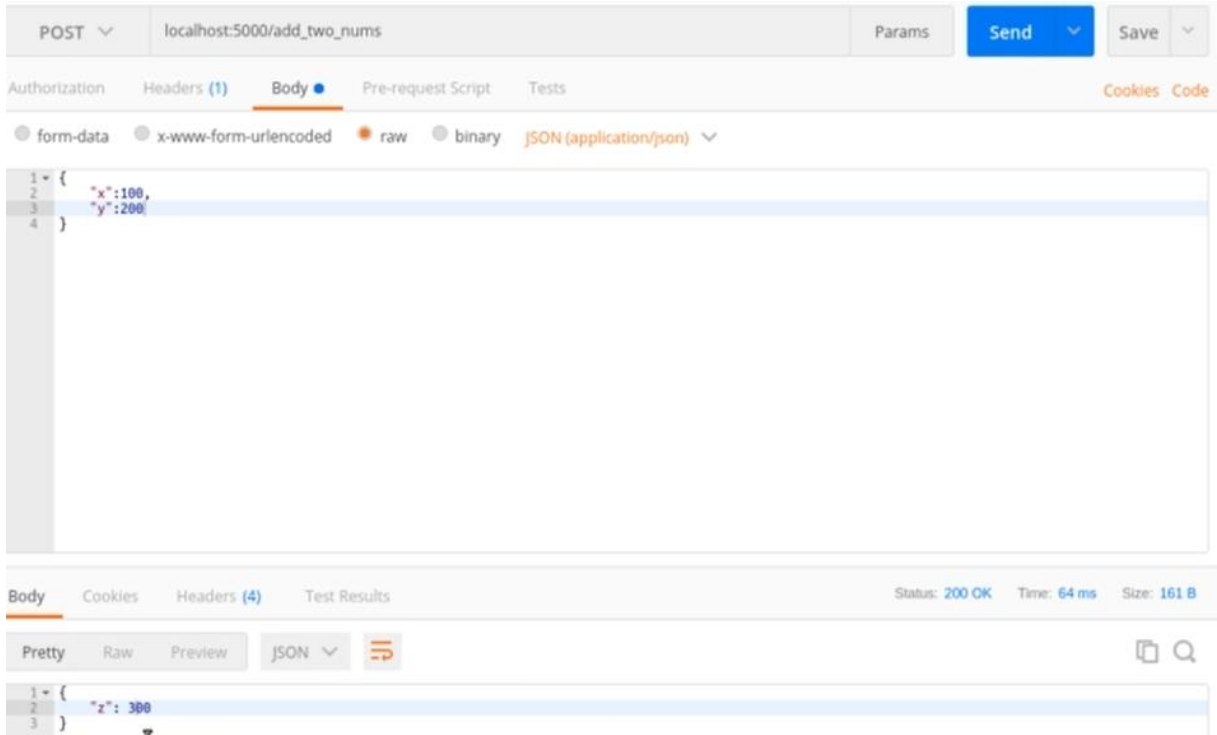 POST localhost:5000/add_two_nums Params Send Save
Authorization Headers (1) Body Pre-request Script Tests Cookies Code
form-data x-www-form-urlencoded raw binary JSON (application/json)
1 {
2 "x":100,
3 "y":200
4 }
Body Cookies Headers (4) Test Results Status: 200 OK Time: 64 ms Size: 161 B
Pretty Raw Preview JSON
1 {
2 "z": 300
3 }